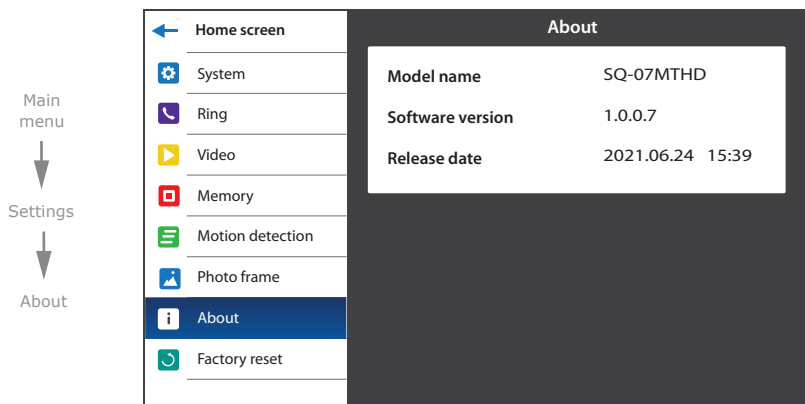 Main
menu
Settings
About
Home screen
System
Ring
Video
Memory
Motion detection
Photo frame
About
Factory reset
About
Model name SQ-07MTHD
Software version 1.0.0.7
Release date 2021.06.24 15:39